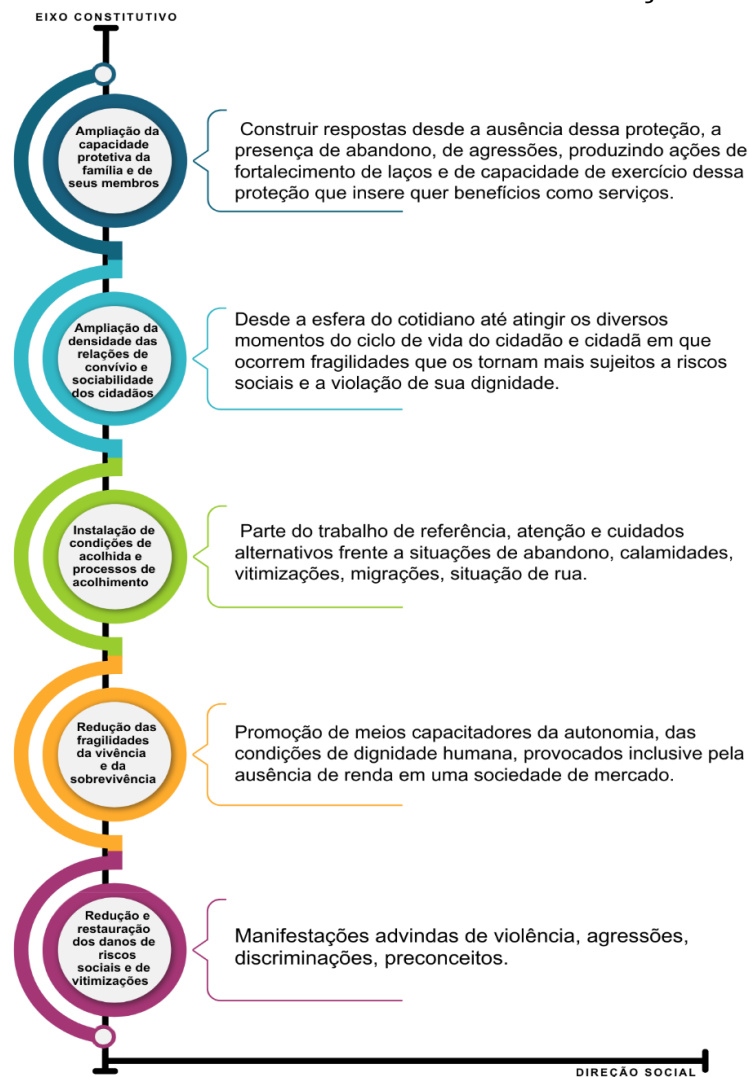 EIXO CONSTITUTIVO
Ampliação da
capacidade
protetiva da
família e de
seus membros
Construir respostas desde a ausência dessa proteção, a
presença de abandono, de agressões, produzindo ações de
fortalecimento de laços e de capacidade de exercício dessa
proteção que insere quer benefícios como serviços.
Ampliação da
densidade das
relações de
convívio e
sociabilidade
dos cidadãos
Desde a esfera do cotidiano até atingir os diversos
momentos do ciclo de vida do cidadão e cidadã em que
ocorrem fragilidades que os tornam mais sujeitos a riscos
sociais e a violação de sua dignidade.
Instalação de
condições de
acolhida e
processos de
acolhimento
Parte do trabalho de referência, atenção e cuidados
alternativos frente a situações de abandono, calamidades,
vitimizações, migrações, situação de rua.
Redução das
fragilidades
da vivência
e da
sobrevivência
Promoção de meios capacitadores da autonomia, das
condições de dignidade humana, provocados inclusive pela
ausência de renda em uma sociedade de mercado.
Redução e
restauração
dos danos de
riscos
sociais e de
vitimizações
Manifestações advindas de violência, agressões,
discriminações, preconceitos.
DIREÇÃO SOCIAL